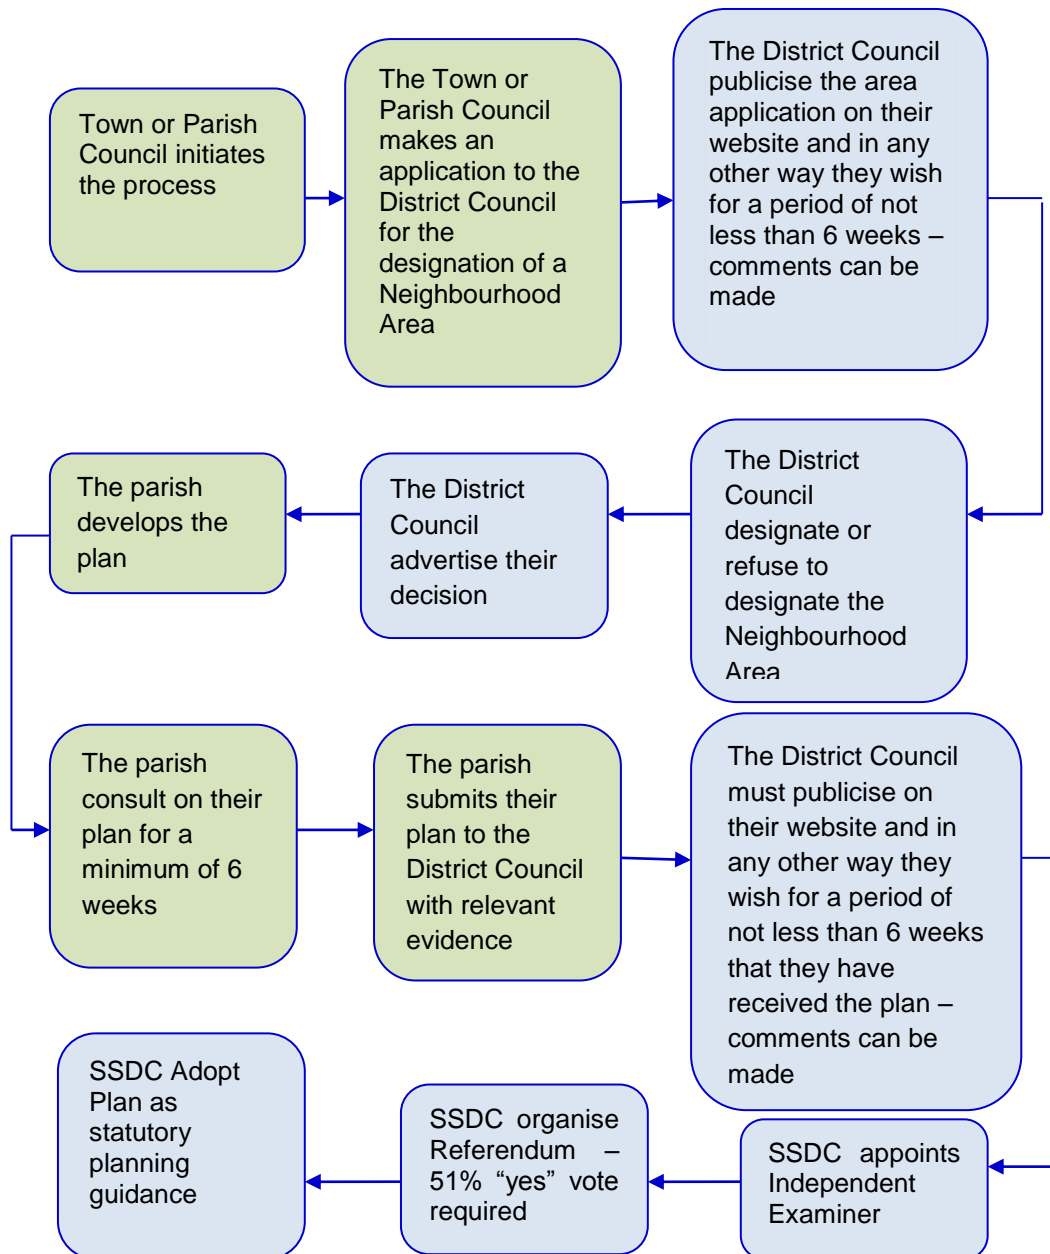 Town or Parish
Council initiates
the process
The Town or
Parish Council
makes an
application to the
District Council
for the
designation of a
Neighbourhood
Area
The District Council
publicise the area
application on their
website and in any
other way they wish
for a period of not
less than 6 weeks –
comments can be
made
The District
Council
designate or
refuse to
designate the
Neighbourhood
Area
The District
Council
advertise their
decision
The parish
develops the
plan
The parish
consult on their
plan for a
minimum of 6
weeks
The parish
submits their
plan to the
District Council
with relevant
evidence
The District Council
must publicise on
their website and in
any other way they
wish for a period of
not less than 6 weeks
that they have
received the plan –
comments can be
made
SSDC appoints
Independent
Examiner
SSDC organise
Referendum –
51% “yes” vote
required
SSDC Adopt
Plan as
statutory
planning
guidance